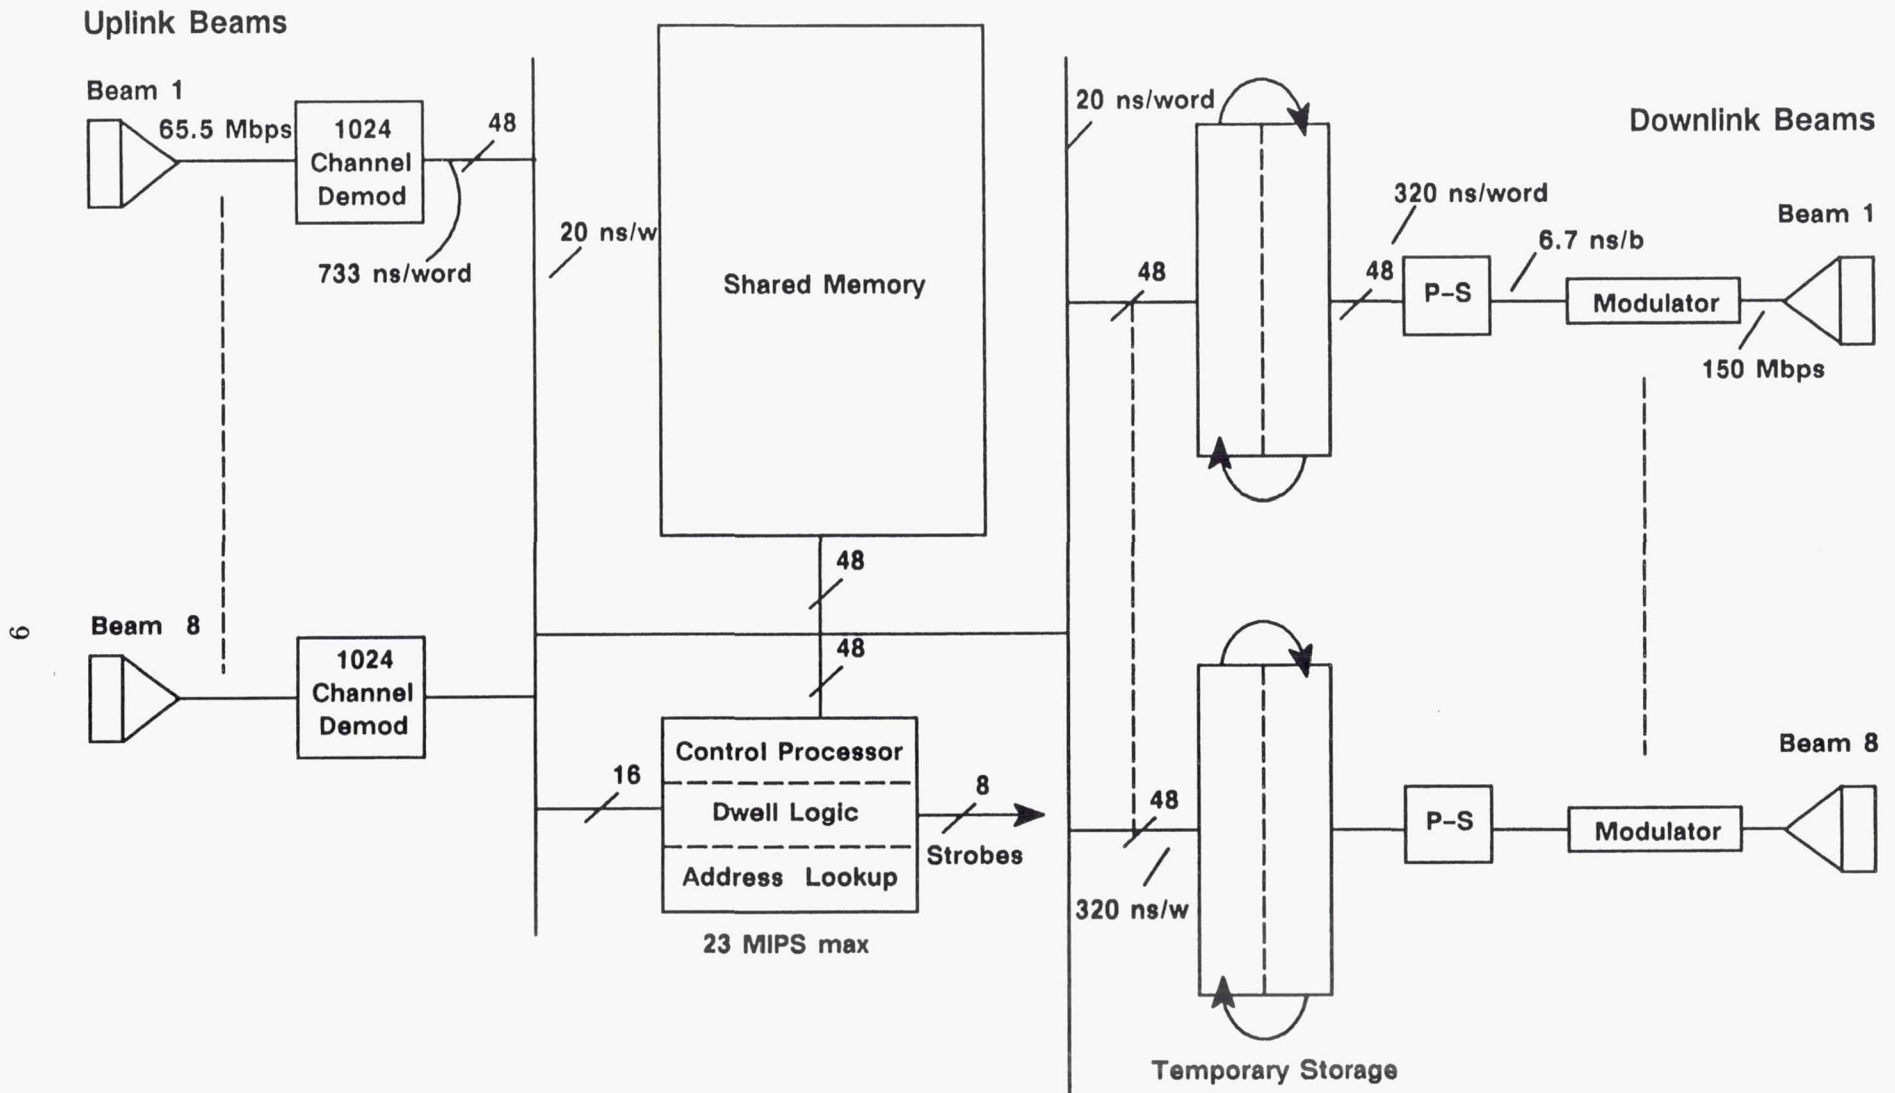 Uplink Beams
Beam 1
65.5 Mbps
1024
Channel
Demod
48
733 ns/word
20 ns/w
Shared Memory
20 ns/word
Downlink Beams
48
320 ns/word
48
P-S
6.7 ns/b
Modulator
Beam 1
150 Mbps
48
48
Beam 8
1024
Channel
Demod
16
Control Processor
Dwell Logic
Address Lookup
23 MIPS max
8
Strobes
48
320 ns/w
P-S
Modulator
Beam 8
Temporary Storage
9